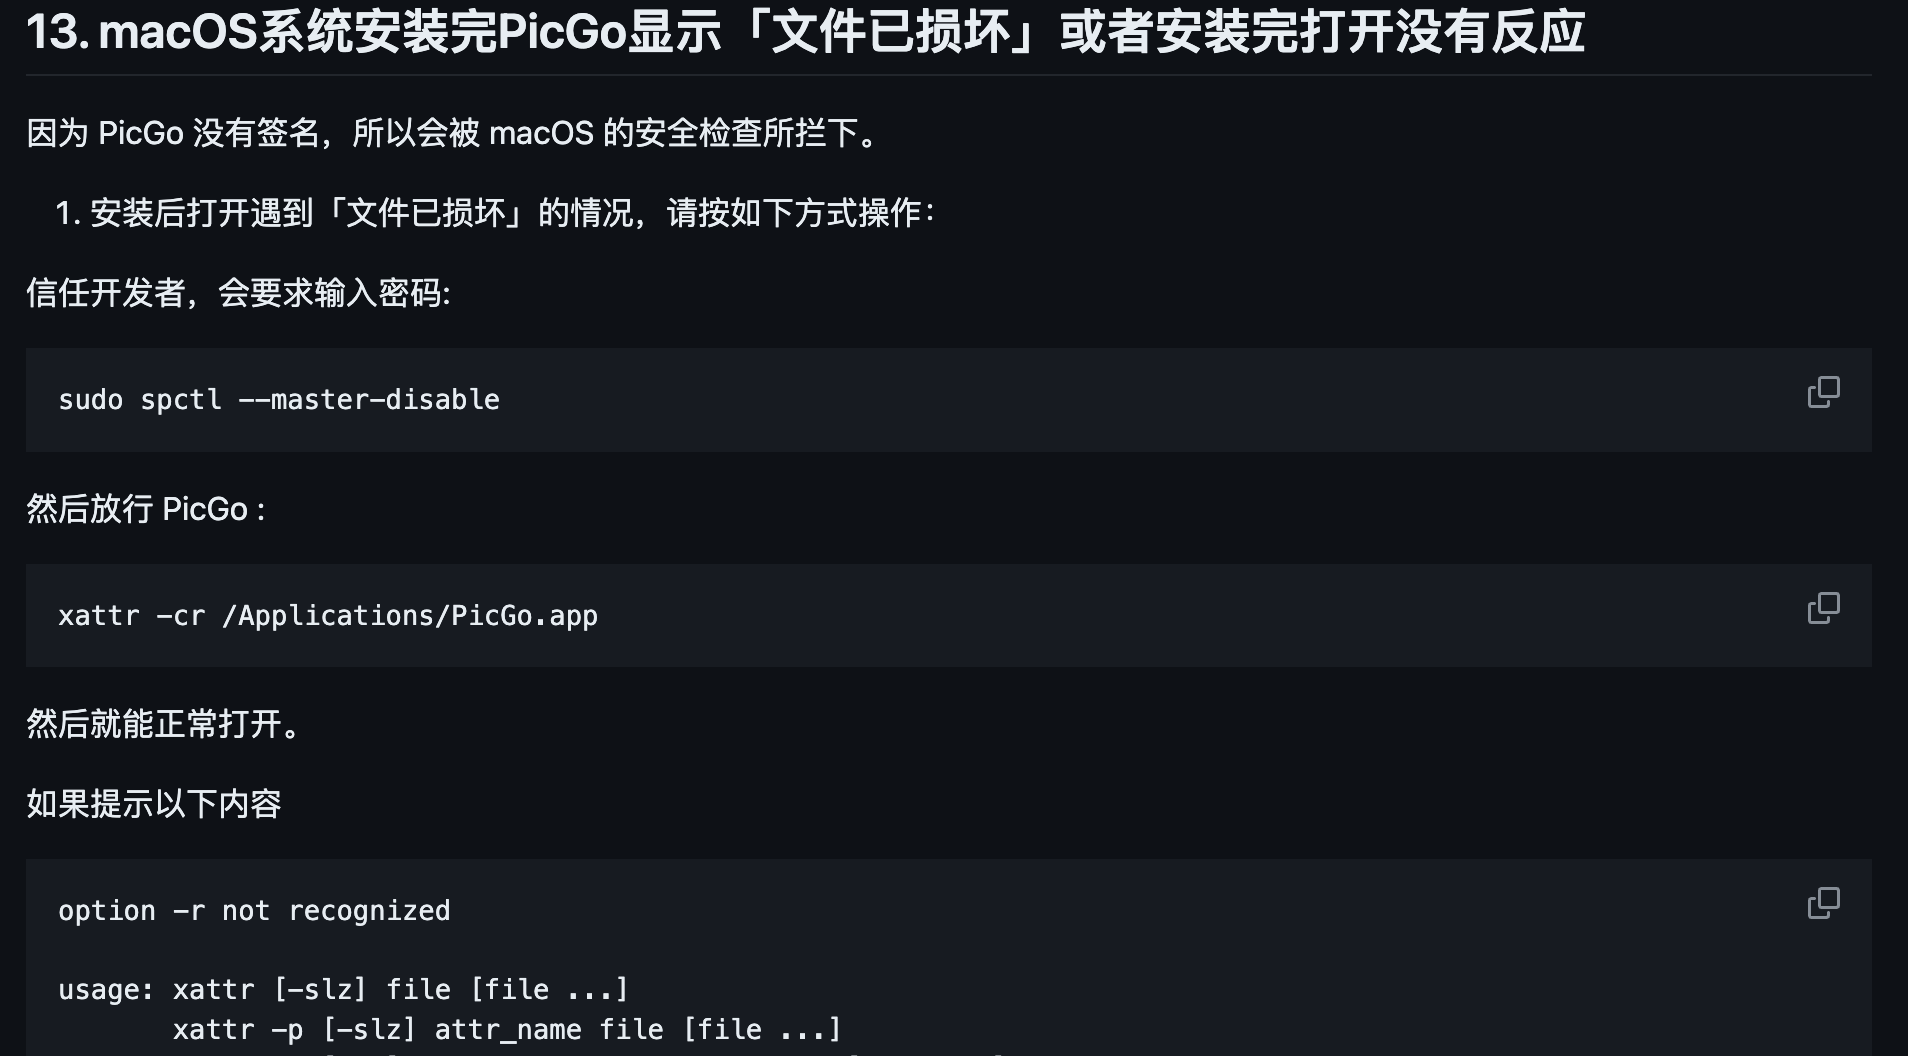 13. macOS系统安装完PicGo显示「文件已损坏」或者安装完打开没有反应
因为 PicGo 没有签名，所以会被 macOS 的安全检查所拦下。
1. 安装后打开遇到「文件已损坏」的情况，请按如下方式操作：
信任开发者，会要求输入密码:
sudo spctl --master-disable
然后放行 PicGo :
xattr -cr /Applications/PicGo.app
然后就能正常打开。
如果提示以下内容
option -r not recognized
usage: xattr [-slz] file [file ...]
xattr -p [-slz] attr_name file [file ...]